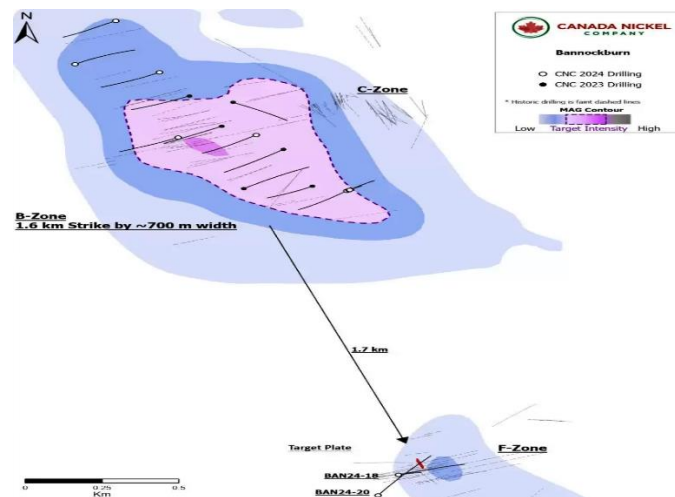 N
CANADA NICKEL
COMPANY
Bannockburn
CNC 2024 Drilling
CNC 2023 Drilling
* Historic drilling is faint dashed lines
MAG Contour
Low Target Intensity High
C-Zone
B-Zone
1.6 km Strike by ~700 m width
1.7 km
Target Plate
F-Zone
BAN24-18
BAN24-20
0 0.25 0.5
Km